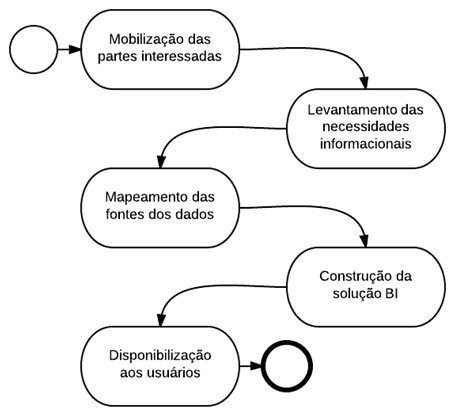 Mobilização das
partes interessadas
Levantamento das
necessidades
informacionais
Mapeamento das
fontes dos dados
Construção da
solução BI
Disponibilização
aos usuários